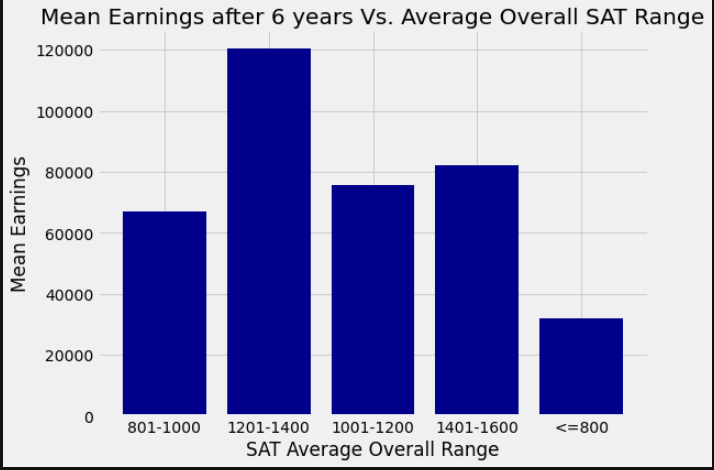 Mean Earnings after 6 years Vs. Average Overall SAT Range
120000
100000
80000
60000
40000
20000
0
Mean Earnings
801-1000 1201-1400 1001-1200 1401-1600 <=800
SAT Average Overall Range